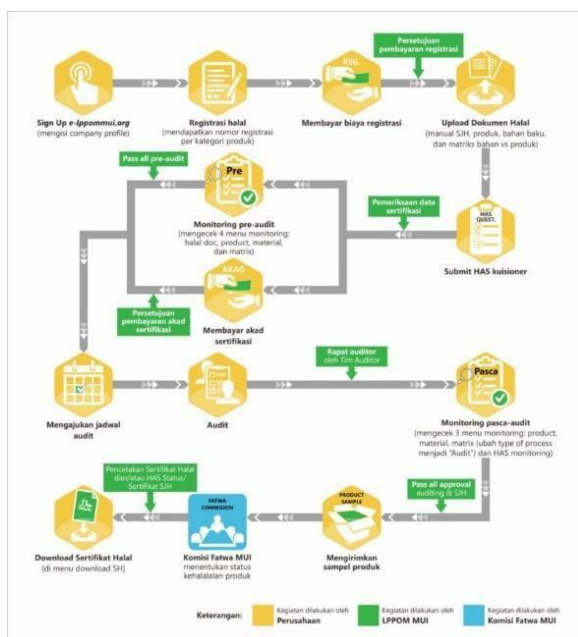 Sign Up e-lppommui.org
(mengisi company profile)
Registrasi halal
(mendapatkan nomor registrasi
per kategori produk)
REG.
Membayar biaya registrasi
Persetujuan
pembayaran registrasi
Upload Dokumen Halal
(manual SJH, produk, bahan baku,
dan matriks bahan vs produk)
HAS
QUEST.
Submit HAS kuisioner
Pemeriksaan data
sertifikasi
Pass all pre-audit
Pre
Monitoring pre-audit
(mengecek 4 menu monitoring:
halal doc, product, material,
dan matrix)
AKAD
Membayar akad
sertifikasi
Persetujuan
pembayaran akad
sertifikasi
Mengajukan jadwal
audit
Audit
Rapat auditor
oleh Tim Auditor
Pasca
Monitoring pasca-audit
(mengecek 3 menu monitoring: product,
material, matrix (ubah type of process
menjadi "Audit") dan HAS monitoring)
Pass all approval
auditing & SJH
PRODUCT
SAMPLE
Mengirimkan
sampel produk
FATWA
COMMISION
Komisi Fatwa MUI
menentukan status
kehalalalan produk
Pencetakan Sertifikat Halal
dan/atau HAS Status/
Sertifikat SJH
Download Sertifikat Halal
(di menu download SH)
Keterangan:
Kegiatan dilakukan oleh
Perusahaan
Kegiatan dilakukan oleh
LPPOM MUI
Kegiatan dilakukan oleh
Komisi Fatwa MUI